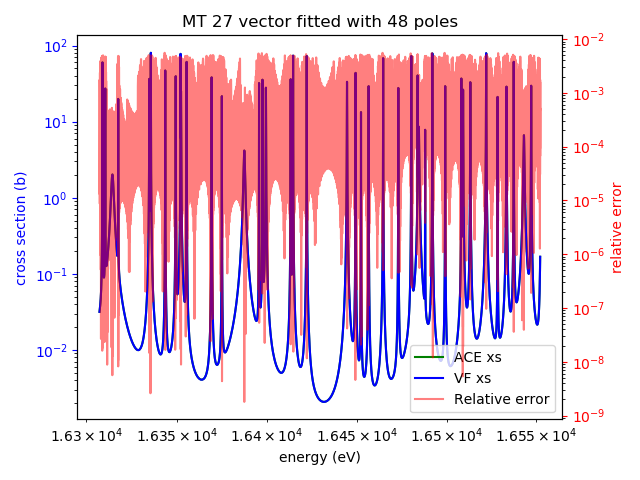 MT 27 vector fitted with 48 poles
10²
10¹
10⁰
10⁻¹
10⁻²
cross section (b)
10⁻²
10⁻³
10⁻⁴
10⁻⁵
10⁻⁶
10⁻⁷
10⁻⁸
10⁻⁹
relative error
ACE xs
VF xs
Relative error
1.63 × 10⁴ 1.635 × 10⁴ 1.64 × 10⁴ 1.645 × 10⁴ 1.65 × 10⁴ 1.655 × 10⁴
energy (eV)